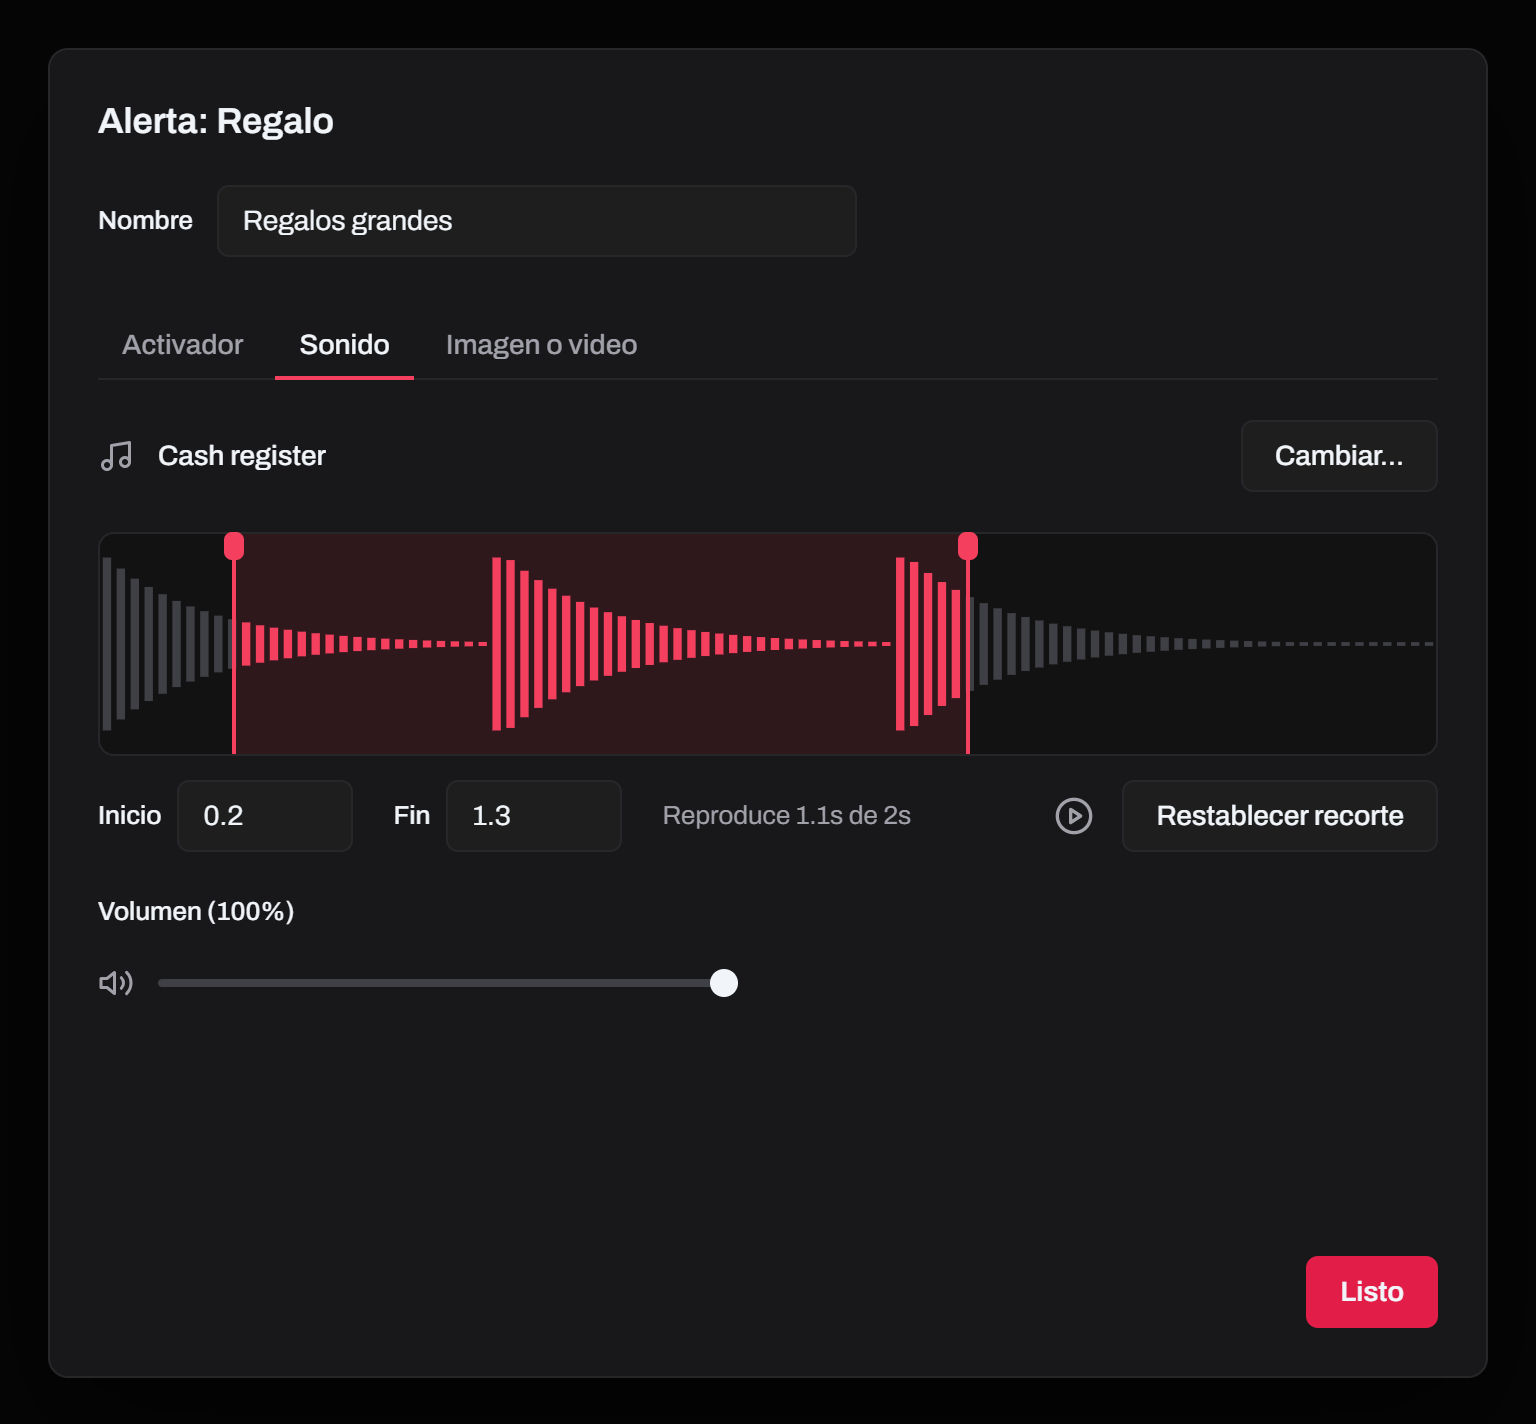 Alerta: Regalo
Nombre
Regalos grandes
Activador
Sonido
Imagen o video
Cash register
Cambiar...
Inicio
0.2
Fin
1.3
Reproduce 1.1s de 2s
Restablecer recorte
Volumen (100%)
Listo